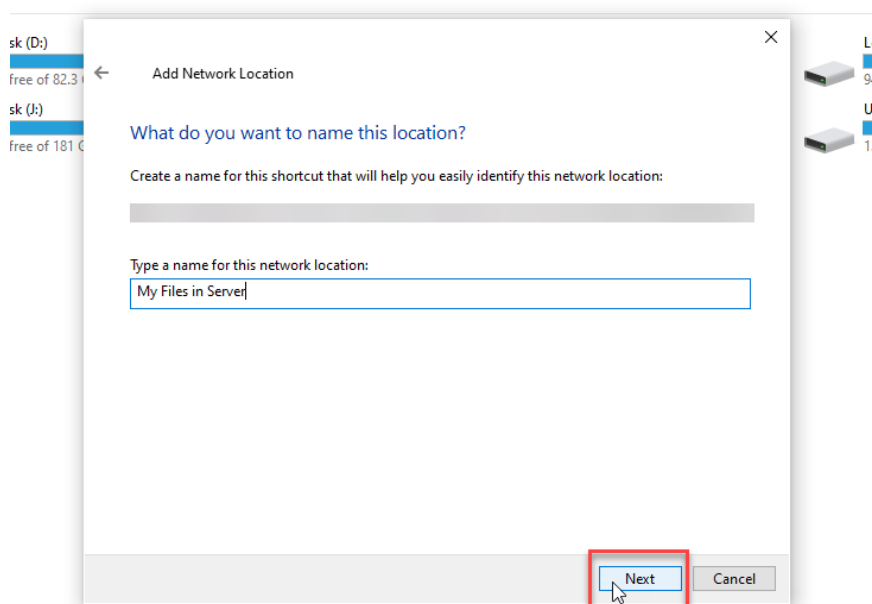 sk (D:)
free of 82.3
sk (J:)
free of 181
Add Network Location
What do you want to name this location?
Create a name for this shortcut that will help you easily identify this network location:
Type a name for this network location:
My Files in Server
Next
Cancel